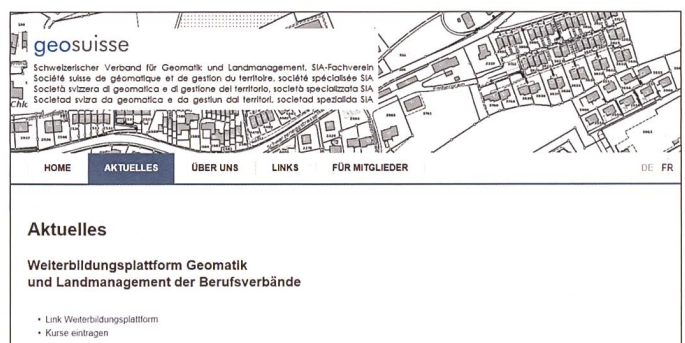 geosuisse
Schweizerischer Verband für Geomatik und Landmanagement, SIA-Fachverein
Société suisse de géomatique et de gestion du territoire, société spécialisée SIA
Società svizzera di geomatica e di gestione del territorio, società specializzata SIA
Societad svizra da geomatica e da gestiun dal territori, societad spezialida SIA
HOME AKTUELLES ÜBER UNS LINKS FÜR MITGLIEDER DE FR
Aktuelles
Weiterbildungsplattform Geomatik
und Landmanagement der Berufsverbände
• Link Weiterbildungsplattform
• Kurse eintragen